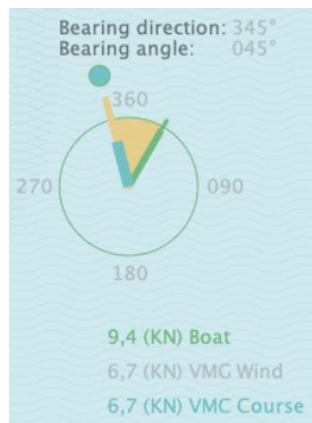 Bearing direction: 345°
Bearing angle: 045°
360
270
090
180
9,4 (KN) Boat
6,7 (KN) VMG Wind
6,7 (KN) VMC Course